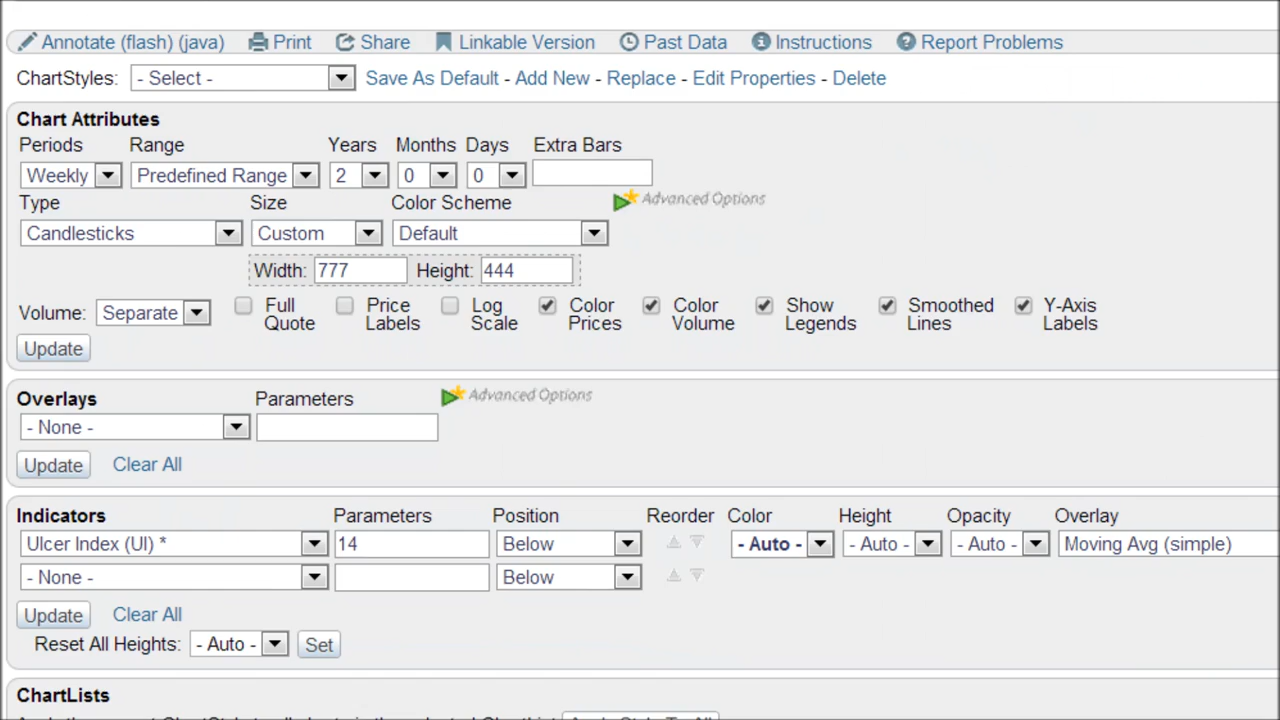 Annotate (flash) (java) Print Share Linkable Version Past Data Instructions Report Problems
ChartStyles: - Select - Save As Default - Add New - Replace - Edit Properties - Delete
Chart Attributes
Periods Range Years Months Days Extra Bars
Weekly Predefined Range 2 0 0
Type Size Color Scheme Advanced Options
Candlesticks Custom Default
Width: 777 Height: 444
Volume: Separate Full Quote Price Labels Log Scale Color Prices Color Volume Show Legends Smoothed Lines Y-Axis Labels
Update
Overlays Parameters Advanced Options
- None -
Update Clear All
Indicators Parameters Position Reorder Color Height Opacity Overlay
Ulcer Index (UI) * 14 Below - Auto - - Auto - - Auto - Moving Avg (simple)
- None - Below
Update Clear All
Reset All Heights: - Auto - Set
ChartLists